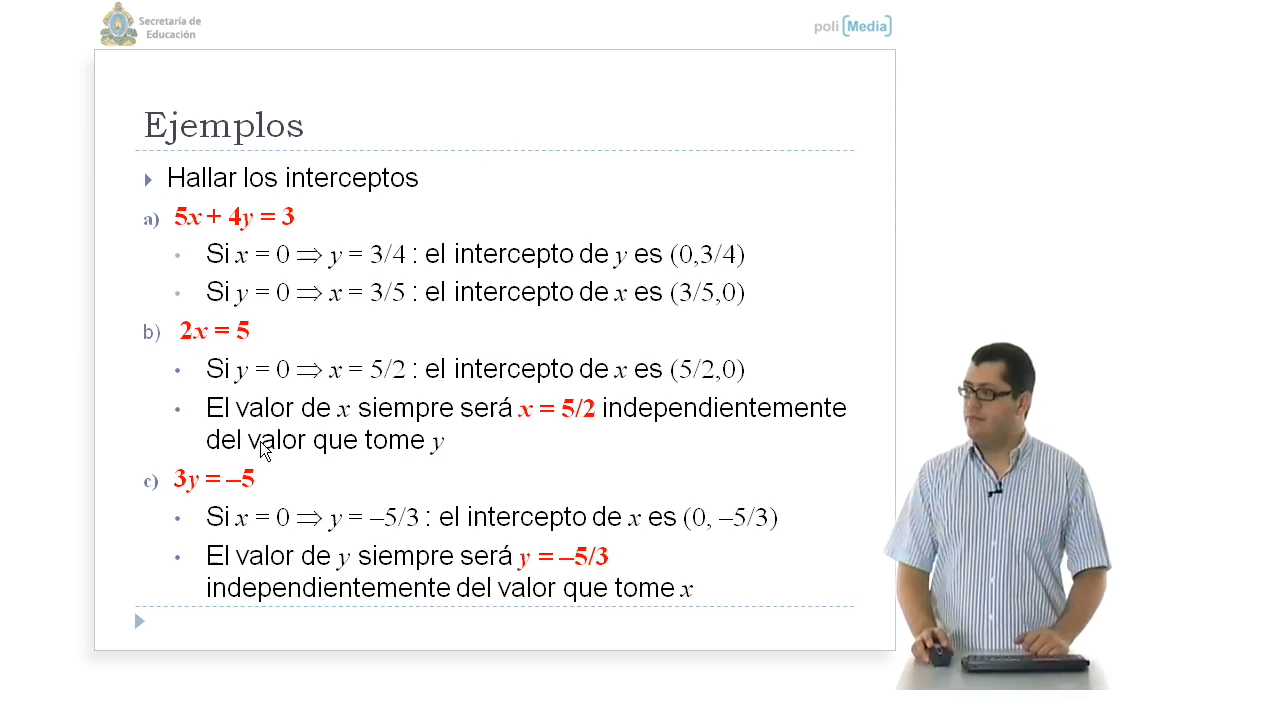 Secretaría de
Educación
poli [Media]
Ejemplos
Hallar los interceptos
a) 5x + 4y = 3
Si x = 0 ⇒ y = 3/4 : el intercepto de y es (0,3/4)
Si y = 0 ⇒ x = 3/5 : el intercepto de x es (3/5,0)
b) 2x = 5
Si y = 0 ⇒ x = 5/2 : el intercepto de x es (5/2,0)
El valor de x siempre será x = 5/2 independientemente
del valor que tome y
c) 3y = –5
Si x = 0 ⇒ y = –5/3 : el intercepto de x es (0, –5/3)
El valor de y siempre será y = –5/3
independientemente del valor que tome x